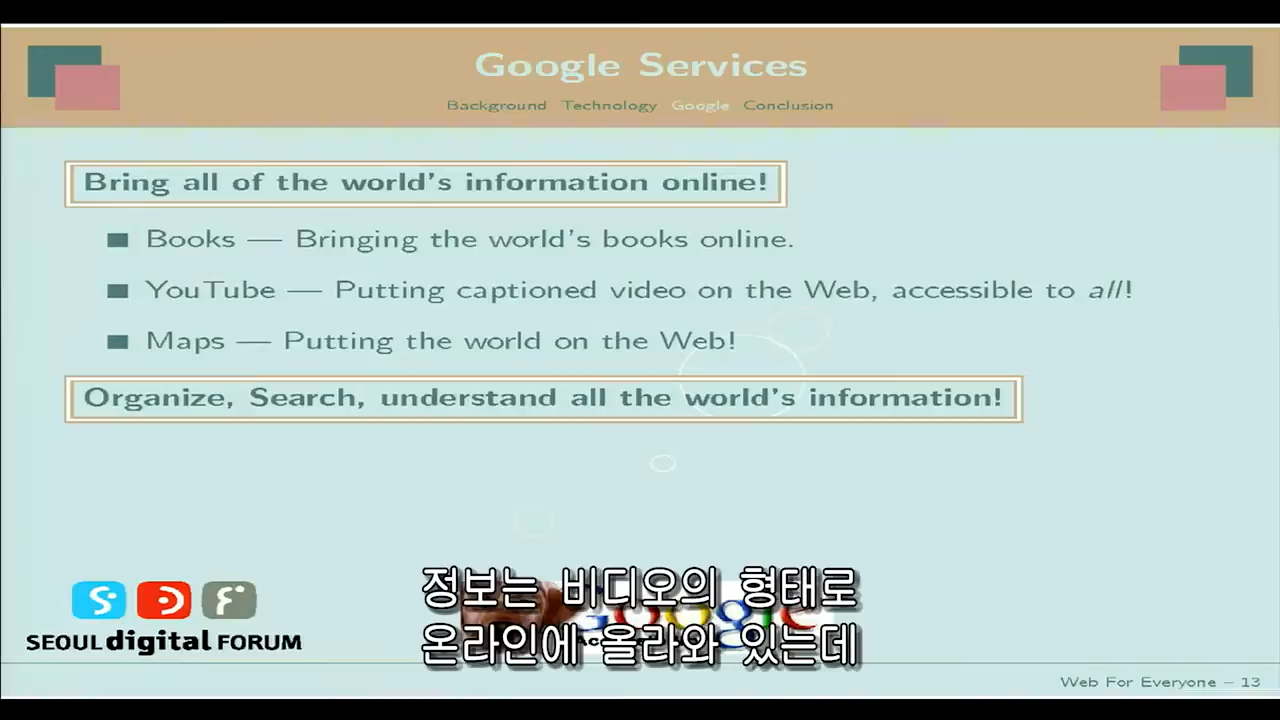 Google Services
Background Technology Google Conclusion
Bring all of the world's information online!
Books — Bringing the world's books online.
YouTube — Putting captioned video on the Web, accessible to all!
Maps — Putting the world on the Web!
Organize, Search, understand all the world's information!
SEOUL digital FORUM
Google
정보는 비디오의 형태로
온라인에 올라와 있는데
Web For Everyone – 13